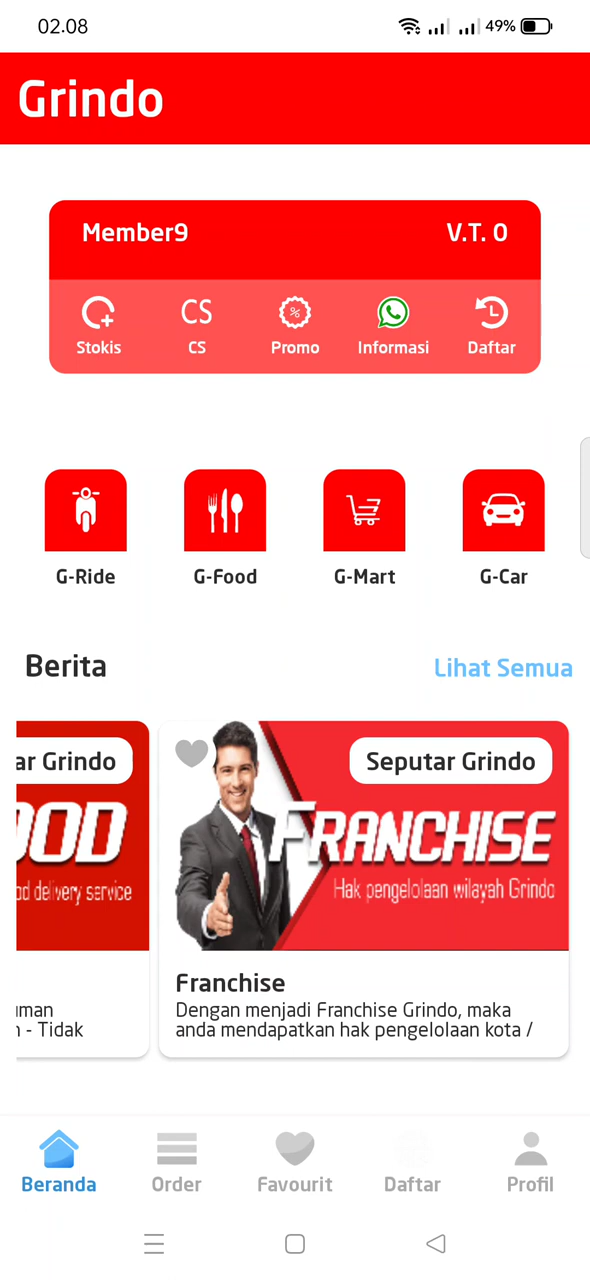 02.08
49%
Grindo
Member9
V.T. 0
Stokis
CS
CS
Promo
Informasi
Daftar
G-Ride
G-Food
G-Mart
G-Car
Berita
Lihat Semua
ar Grindo
OOD
od delivery service
man
n - Tidak
Seputar Grindo
FRANCHISE
Hak pengelolaan wilayah Grindo
Franchise
Dengan menjadi Franchise Grindo, maka
anda mendapatkan hak pengelolaan kota /
Beranda
Order
Favourit
Daftar
Profil